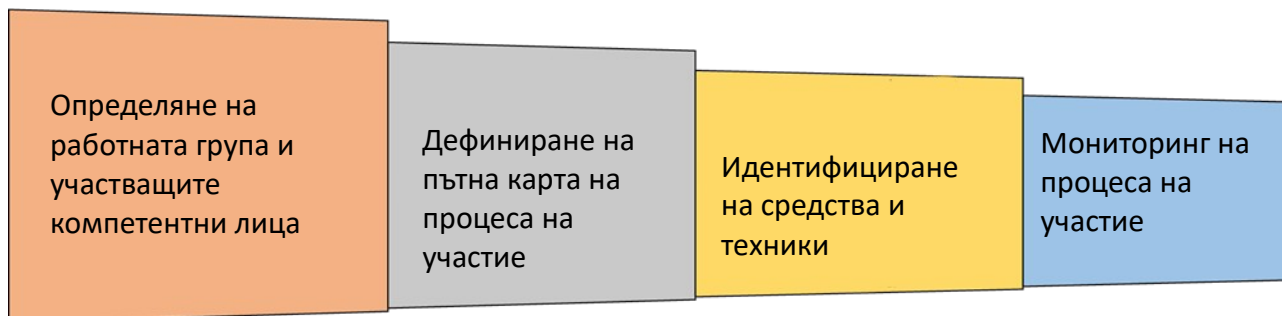 Определяне на
работната група и
участващите
компетентни лица
Дефиниране на
пътна карта на
процеса на
участие
Идентифициране
на средства и
техники
Мониторинг на
процеса на
участие